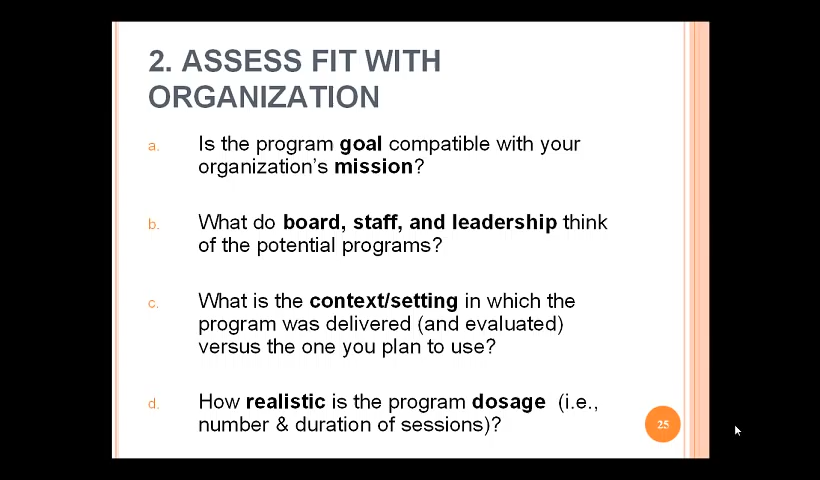 2. ASSESS FIT WITH
ORGANIZATION
a. Is the program goal compatible with your
organization's mission?
b. What do board, staff, and leadership think
of the potential programs?
c. What is the context/setting in which the
program was delivered (and evaluated)
versus the one you plan to use?
d. How realistic is the program dosage (i.e.,
number & duration of sessions)?
25